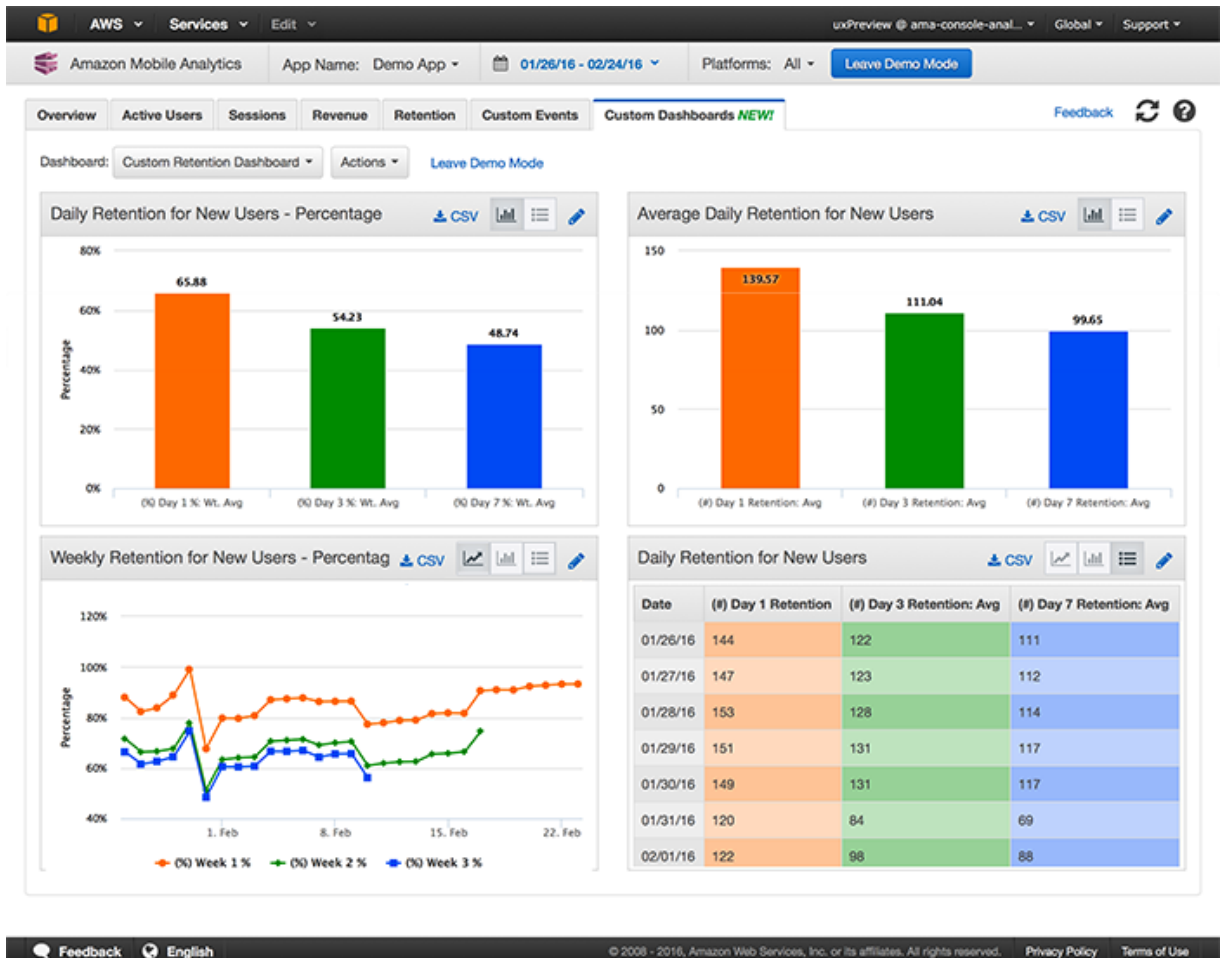 AWS Services Edit uxPreview @ ama-console-anal... Global Support
Amazon Mobile Analytics App Name: Demo App 01/26/16 - 02/24/16 Platforms: All Leave Demo Mode
Overview Active Users Sessions Revenue Retention Custom Events Custom Dashboards NEW! Feedback
Dashboard: Custom Retention Dashboard Actions Leave Demo Mode
Daily Retention for New Users - Percentage CSV
80%
65.88
60%
54.23
48.74
Percentage
40%
20%
0%
(%) Day 1 %: Wt. Avg (%) Day 3 %: Wt. Avg (%) Day 7 %: Wt. Avg
Average Daily Retention for New Users CSV
150
139.57
111.04
100
99.65
50
0
(#) Day 1 Retention: Avg (#) Day 3 Retention: Avg (#) Day 7 Retention: Avg
Weekly Retention for New Users - Percentag CSV
120%
100%
Percentage
80%
60%
40%
1. Feb 8. Feb 15. Feb 22. Feb
(%) Week 1 % (%) Week 2 % (%) Week 3 %
Daily Retention for New Users CSV
Date (#) Day 1 Retention (#) Day 3 Retention: Avg (#) Day 7 Retention: Avg
01/26/16 144 122 111
01/27/16 147 123 112
01/28/16 153 128 114
01/29/16 151 131 117
01/30/16 149 131 117
01/31/16 120 84 69
02/01/16 122 98 88
Feedback English © 2008 - 2016, Amazon Web Services, Inc. or its affiliates. All rights reserved. Privacy Policy Terms of Use